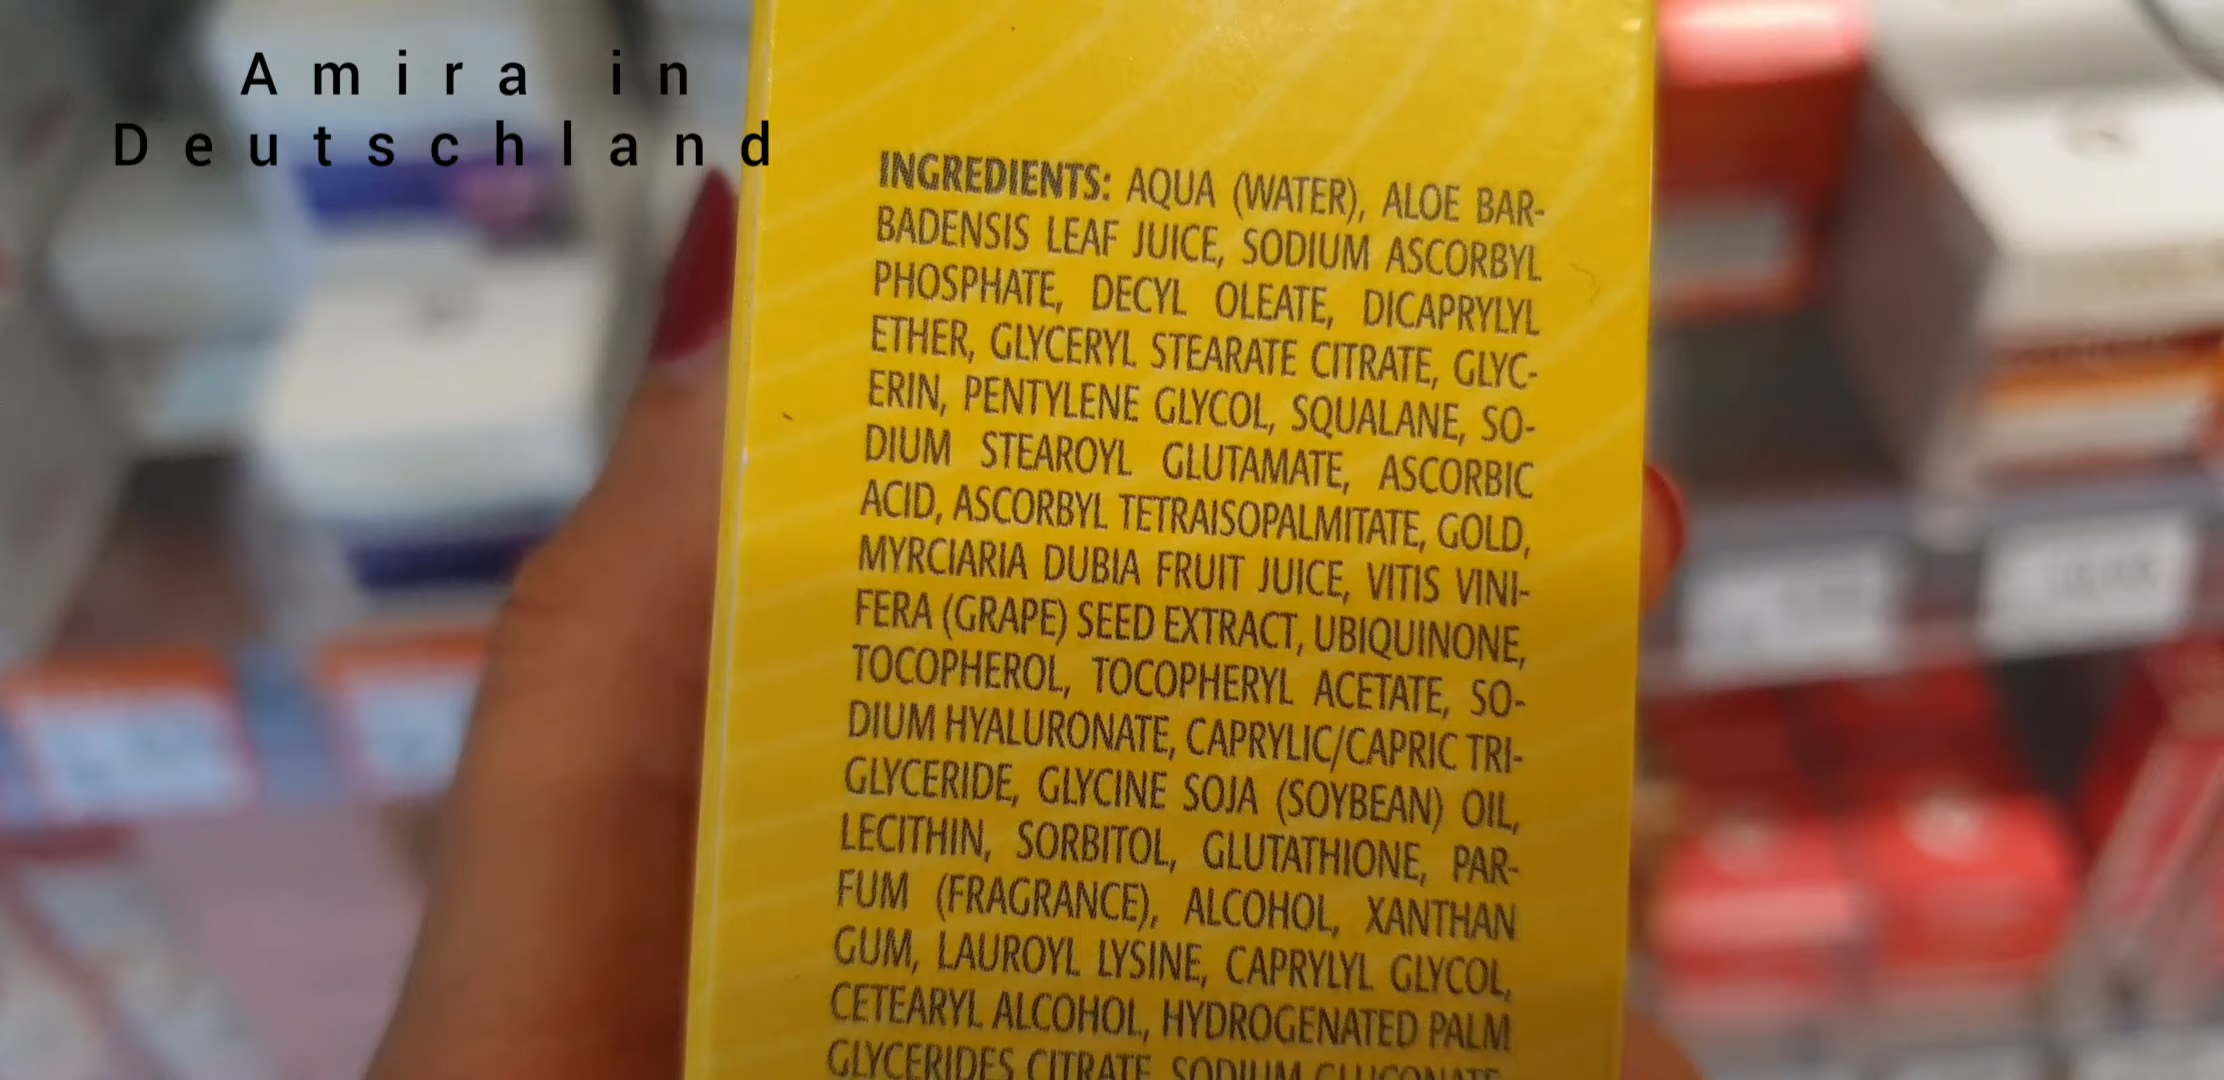 Amira in
Deutschland
INGREDIENTS: AQUA (WATER), ALOE BAR-
BADENSIS LEAF JUICE, SODIUM ASCORBYL
PHOSPHATE, DECYL OLEATE, DICAPRYLYL
ETHER, GLYCERYL STEARATE CITRATE, GLYC-
ERIN, PENTYLENE GLYCOL, SQUALANE, SO-
DIUM STEAROYL GLUTAMATE, ASCORBIC
ACID, ASCORBYL TETRAISOPALMITATE, GOLD,
MYRCIARIA DUBIA FRUIT JUICE, VITIS VINI-
FERA (GRAPE) SEED EXTRACT, UBIQUINONE,
TOCOPHEROL, TOCOPHERYL ACETATE, SO-
DIUM HYALURONATE, CAPRYLIC/CAPRIC TRI-
GLYCERIDE, GLYCINE SOJA (SOYBEAN) OIL,
LECITHIN, SORBITOL, GLUTATHIONE, PAR-
FUM (FRAGRANCE), ALCOHOL, XANTHAN
GUM, LAUROYL LYSINE, CAPRYLYL GLYCOL,
CETEARYL ALCOHOL, HYDROGENATED PALM
GLYCERIDES CITRATE, SODIUM GLUCONATE,